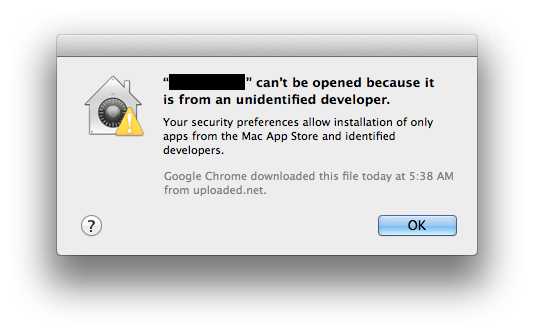 “ ” can’t be opened because it
is from an unidentified developer.
Your security preferences allow installation of only
apps from the Mac App Store and identified
developers.
Google Chrome downloaded this file today at 5:38 AM
from uploaded.net.
?
OK